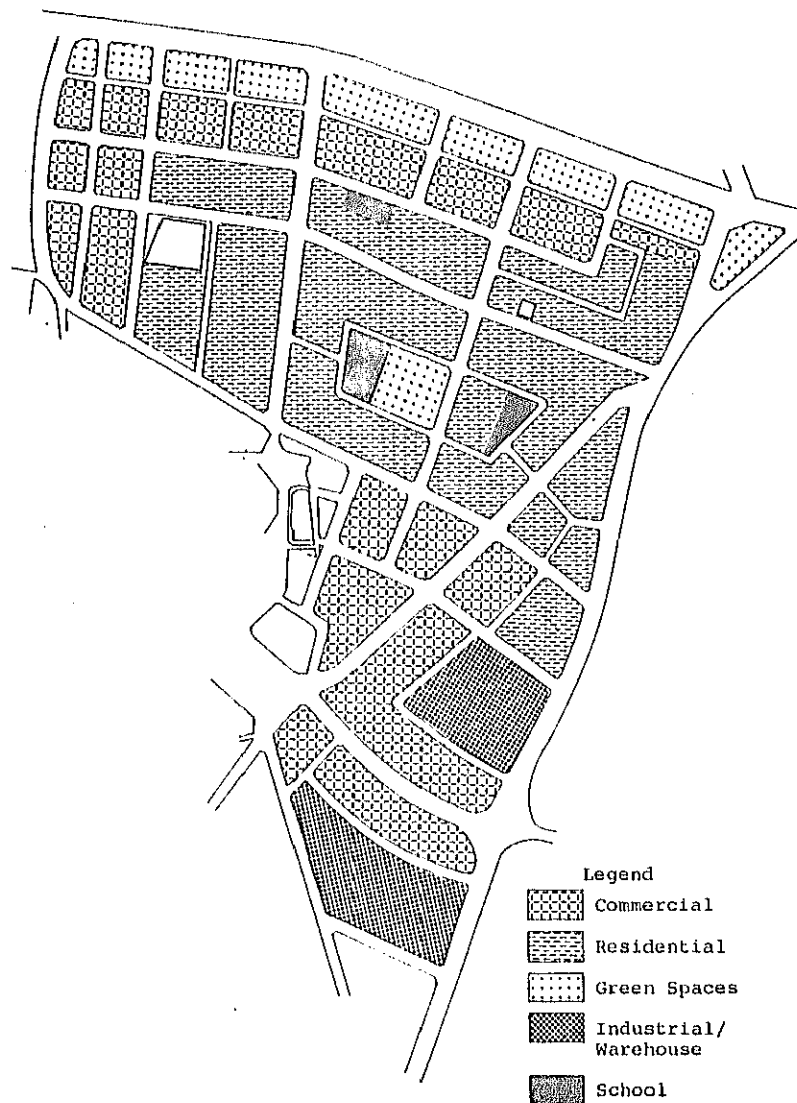 Legend
Commercial
Residential
Green Spaces
Industrial/
Warehouse
School